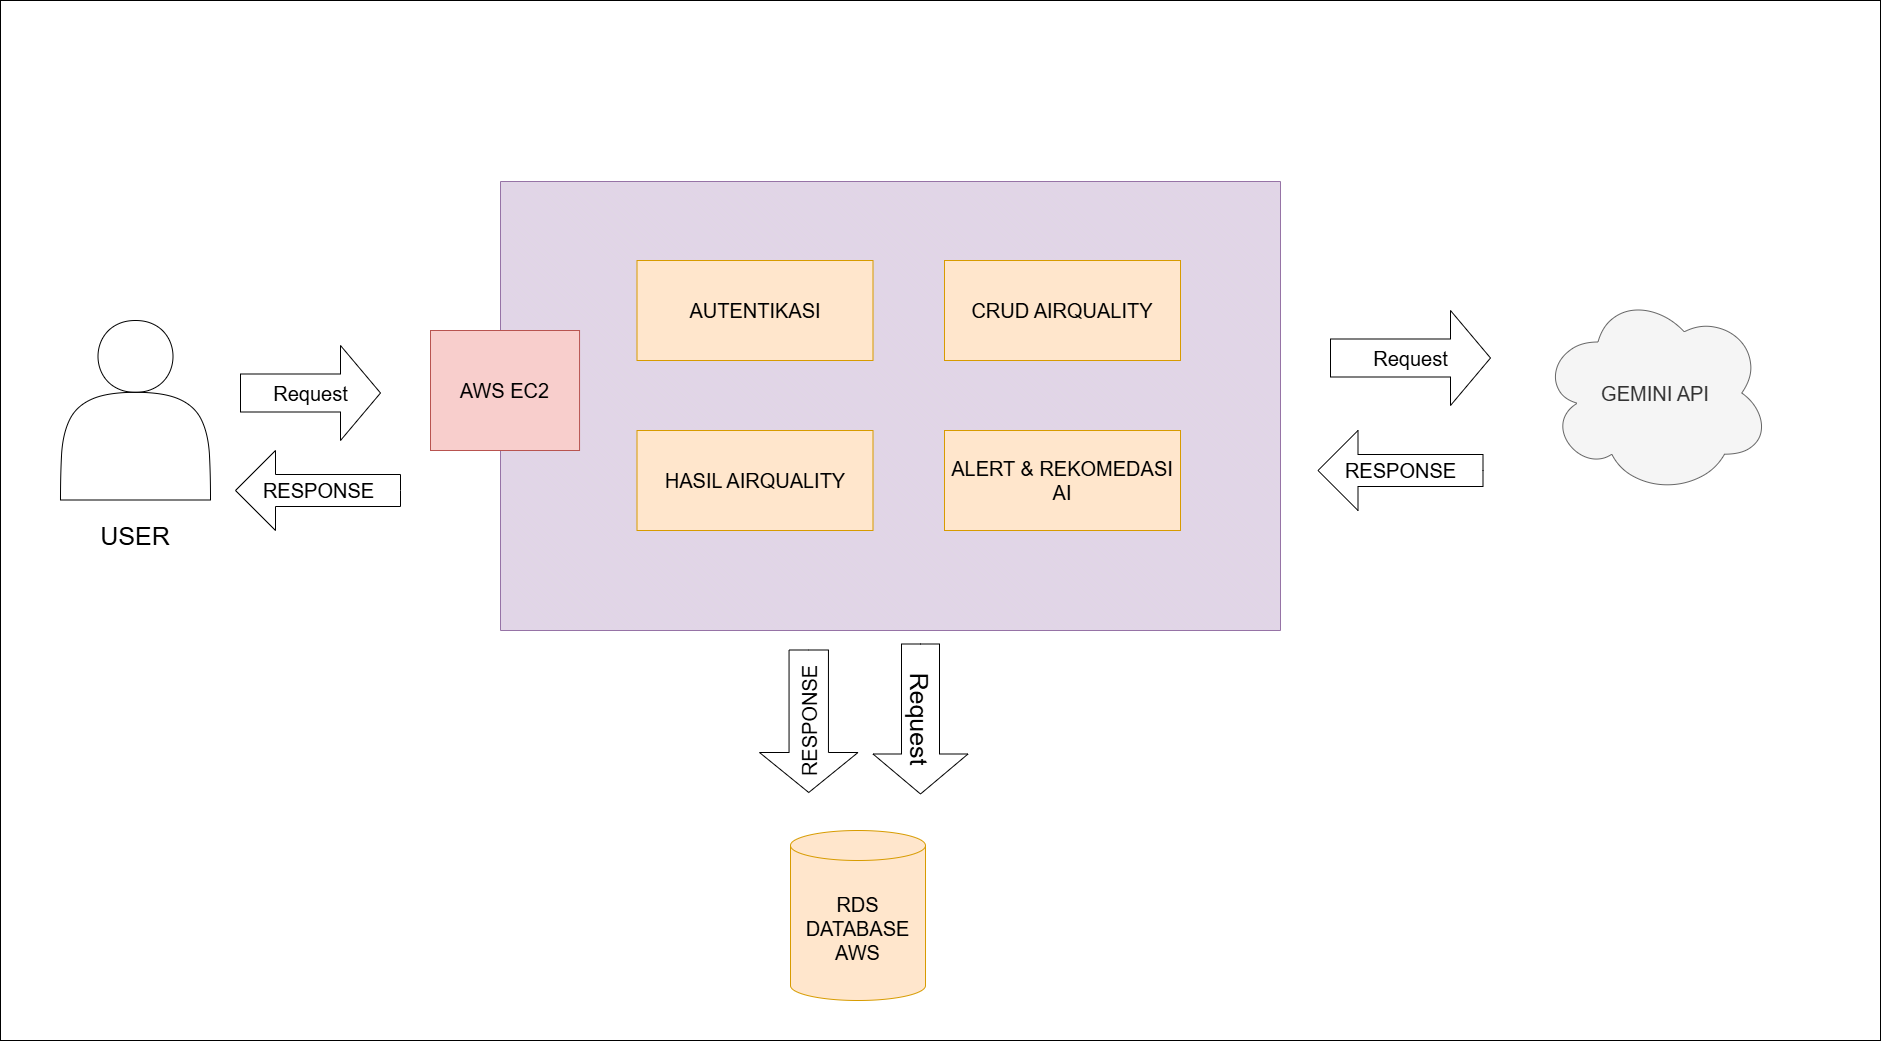 AUTENTIKASI
CRUD AIRQUALITY
Request
AWS EC2
Request
GEMINI API
RESPONSE
HASIL AIRQUALITY
ALERT & REKOMEDASI
AI
RESPONSE
USER
RESPONSE
Request
RDS
DATABASE
AWS